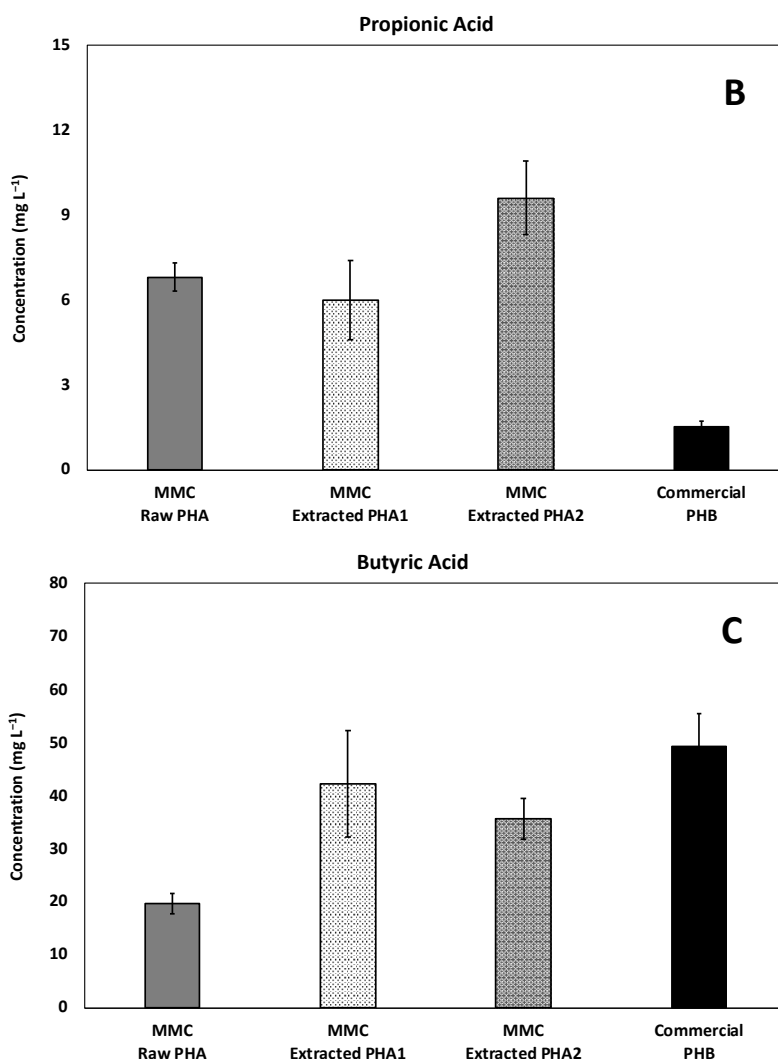 Propionic Acid
B
Concentration (mg L⁻¹)
15
12
9
6
3
0
MMC
Raw PHA
MMC
Extracted PHA1
MMC
Extracted PHA2
Commercial
PHB
Butyric Acid
C
Concentration (mg L⁻¹)
80
70
60
50
40
30
20
10
0
MMC
Raw PHA
MMC
Extracted PHA1
MMC
Extracted PHA2
Commercial
PHB